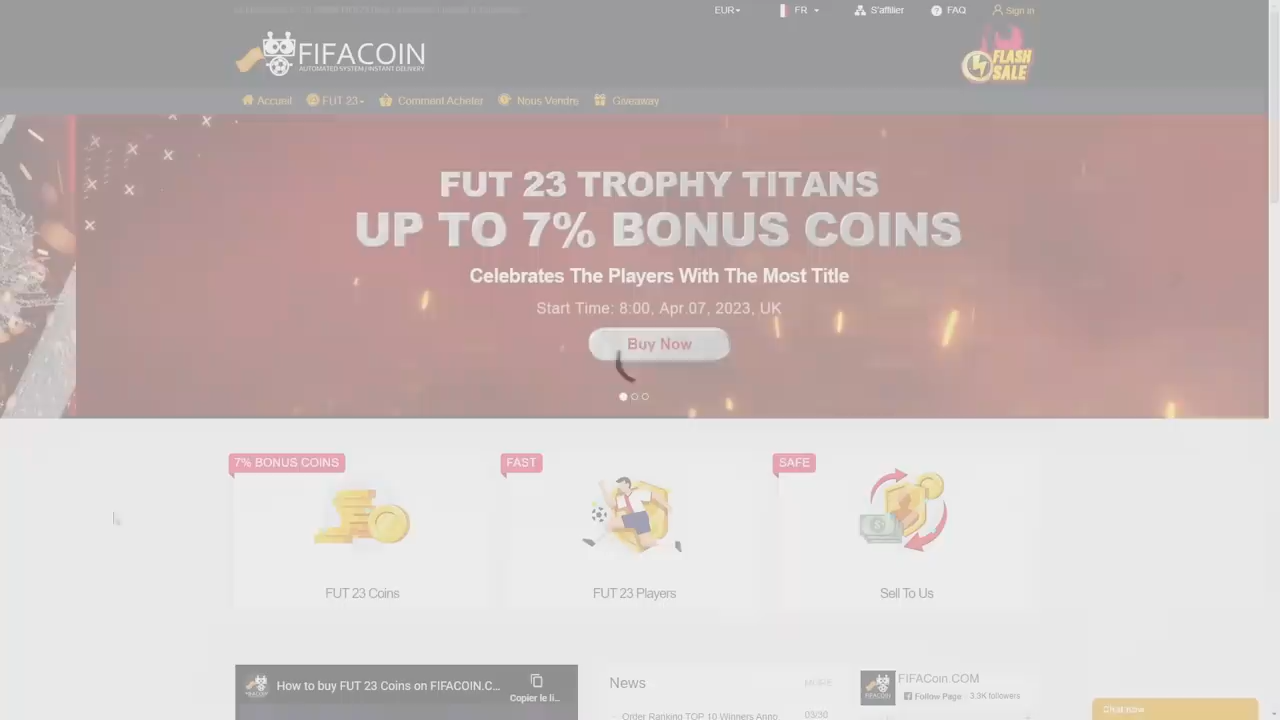 EUR
FR
S'affilier
FAQ
Sign in
FIFACOIN
AUTOMATED SYSTEM/INSTANT DELIVERY
FLASH
SALE
Accueil
FUT 23
Comment Acheter
Nous Vendre
Giveaway
FUT 23 TROPHY TITANS
UP TO 7% BONUS COINS
Celebrates The Players With The Most Title
Start Time: 8:00, Apr.07, 2023, UK
Buy Now
7% BONUS COINS
FAST
SAFE
FUT 23 Coins
FUT 23 Players
Sell To Us
How to buy FUT 23 Coins on FIFACOIN.C...
Copier le li...
News
MORE
Order Ranking TOP 10 Winners Anno
03/30
FIFACOIN
FIFACoin.COM
Follow Page
3.3K followers
Chat now